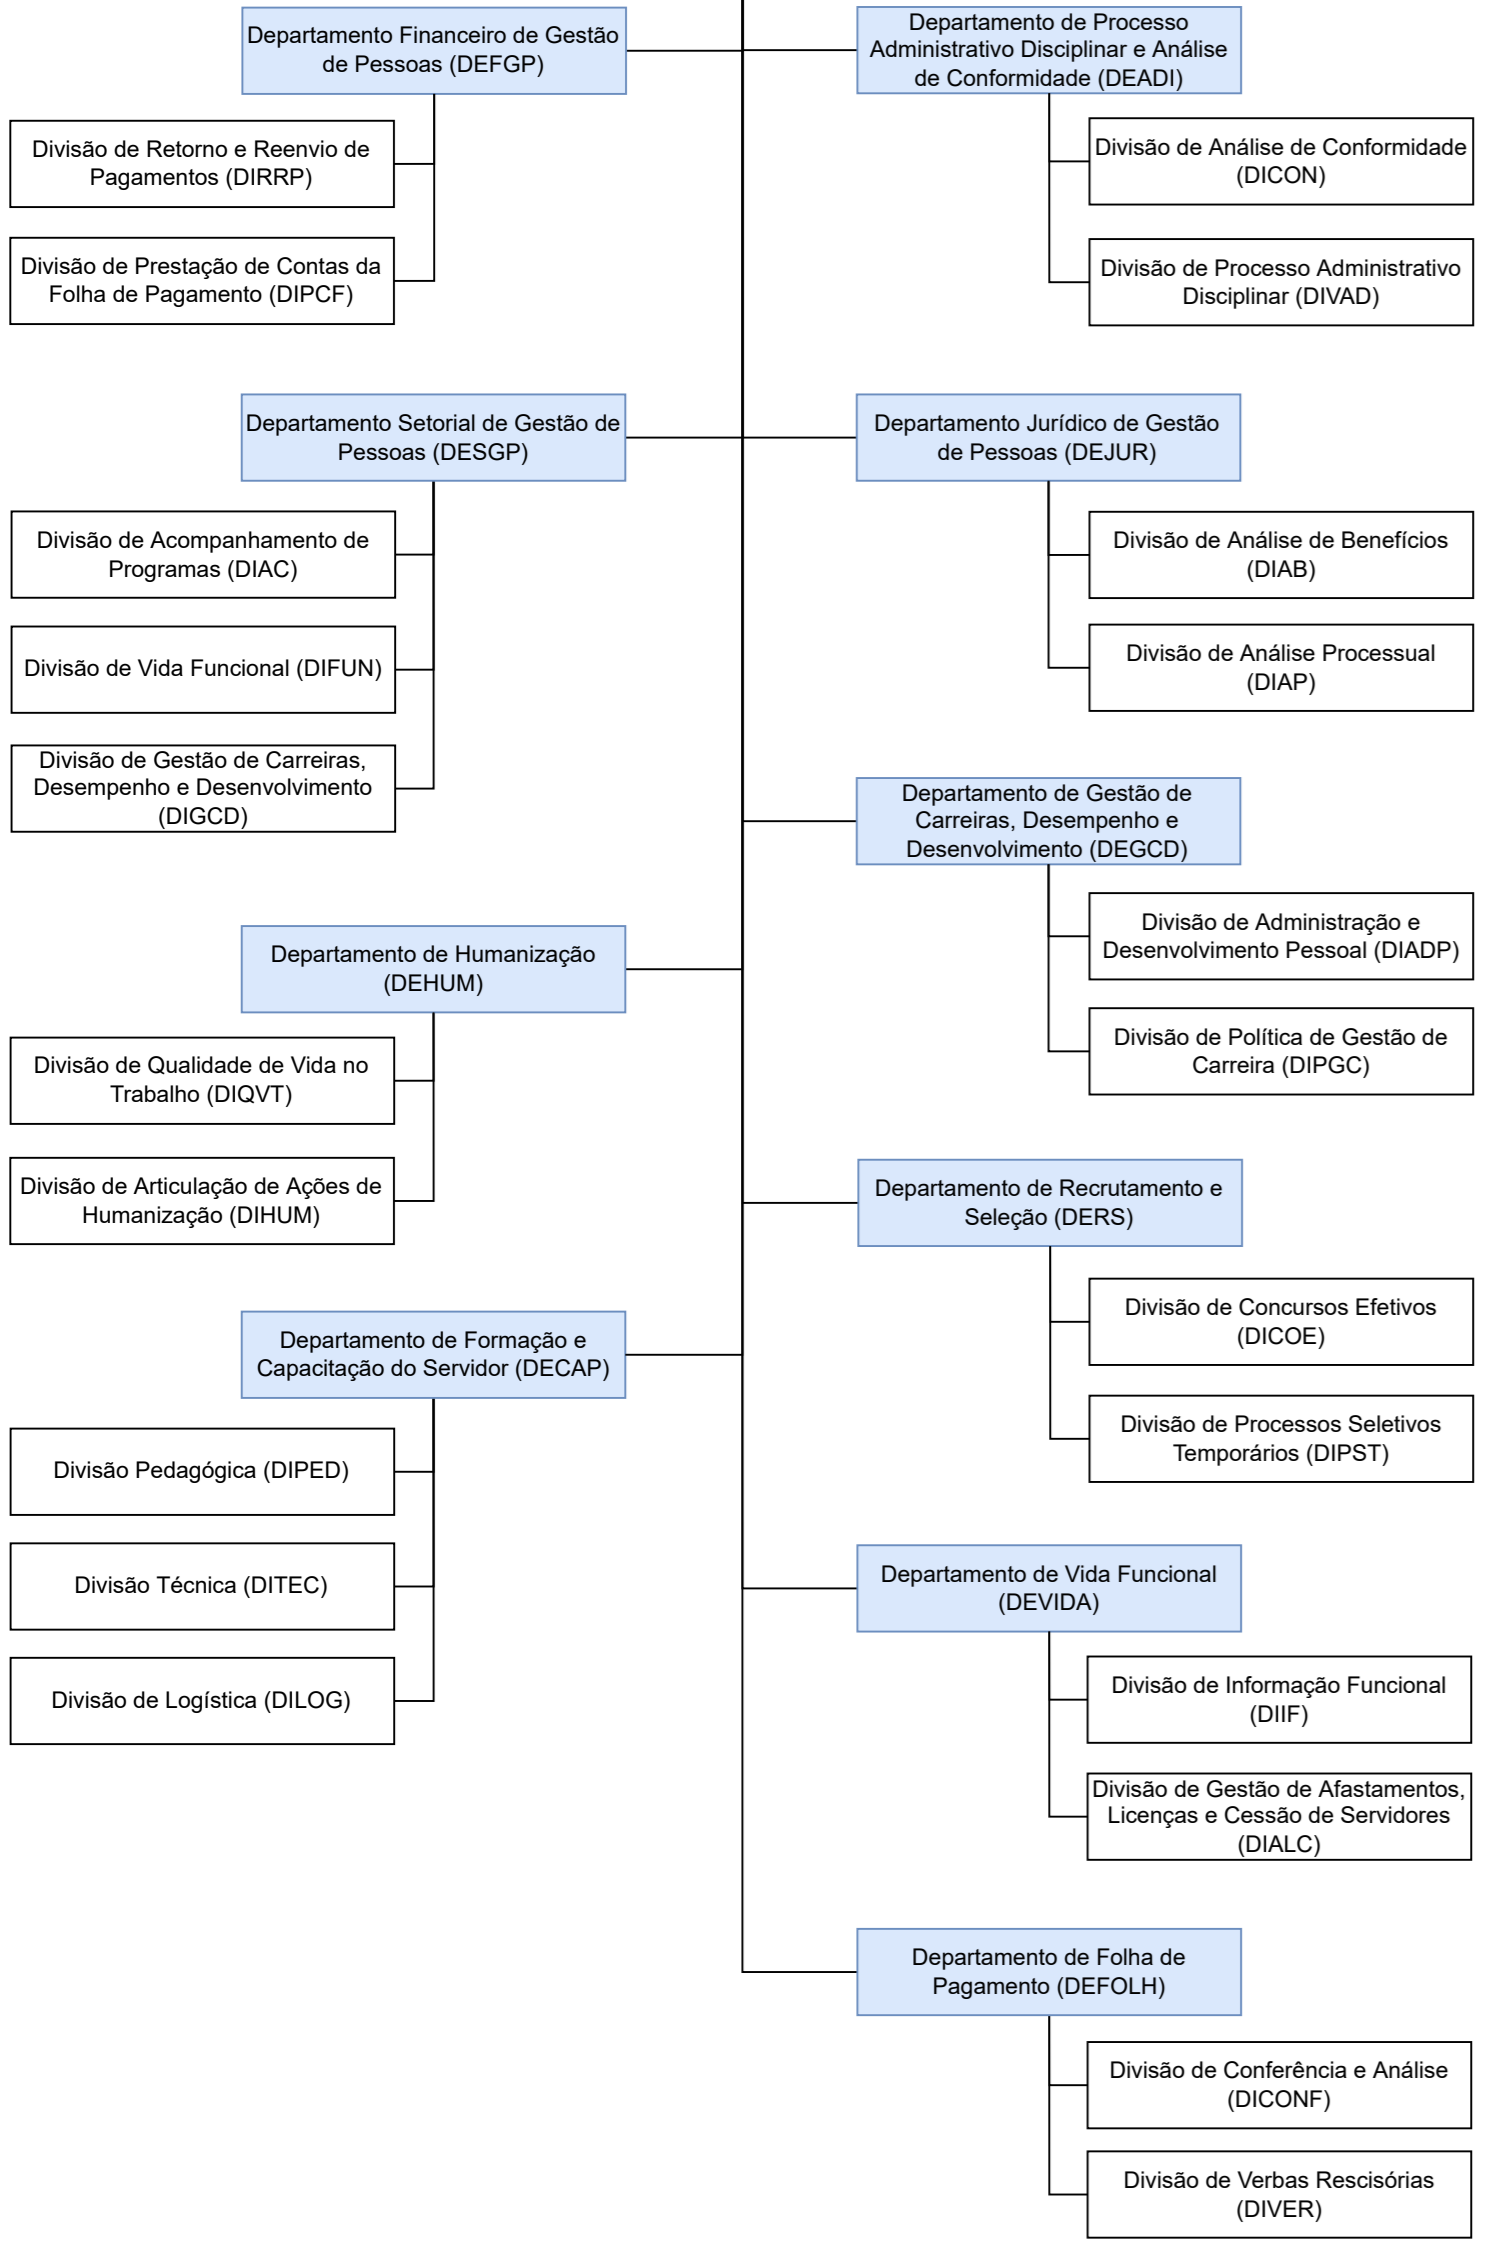 Departamento Financeiro de Gestão
de Pessoas (DEFGP)
Divisão de Retorno e Reenvio de
Pagamentos (DIRRP)
Divisão de Prestação de Contas da
Folha de Pagamento (DIPCF)
Departamento de Processo
Administrativo Disciplinar e Análise
de Conformidade (DEADI)
Divisão de Análise de Conformidade
(DICON)
Divisão de Processo Administrativo
Disciplinar (DIVAD)
Departamento Setorial de Gestão de
Pessoas (DESGP)
Divisão de Acompanhamento de
Programas (DIAC)
Divisão de Vida Funcional (DIFUN)
Divisão de Gestão de Carreiras,
Desempenho e Desenvolvimento
(DIGCD)
Departamento Jurídico de Gestão
de Pessoas (DEJUR)
Divisão de Análise de Benefícios
(DIAB)
Divisão de Análise Processual
(DIAP)
Departamento de Gestão de
Carreiras, Desempenho e
Desenvolvimento (DEGCD)
Divisão de Administração e
Desenvolvimento Pessoal (DIADP)
Divisão de Política de Gestão de
Carreira (DIPGC)
Departamento de Humanização
(DEHUM)
Divisão de Qualidade de Vida no
Trabalho (DIQVT)
Divisão de Articulação de Ações de
Humanização (DIHUM)
Departamento de Recrutamento e
Seleção (DERS)
Divisão de Concursos Efetivos
(DICOE)
Divisão de Processos Seletivos
Temporários (DIPST)
Departamento de Formação e
Capacitação do Servidor (DECAP)
Divisão Pedagógica (DIPED)
Divisão Técnica (DITEC)
Divisão de Logística (DILOG)
Departamento de Vida Funcional
(DEVIDA)
Divisão de Informação Funcional
(DIIF)
Divisão de Gestão de Afastamentos,
Licenças e Cessão de Servidores
(DIALC)
Departamento de Folha de
Pagamento (DEFOLH)
Divisão de Conferência e Análise
(DICONF)
Divisão de Verbas Rescisórias
(DIVER)